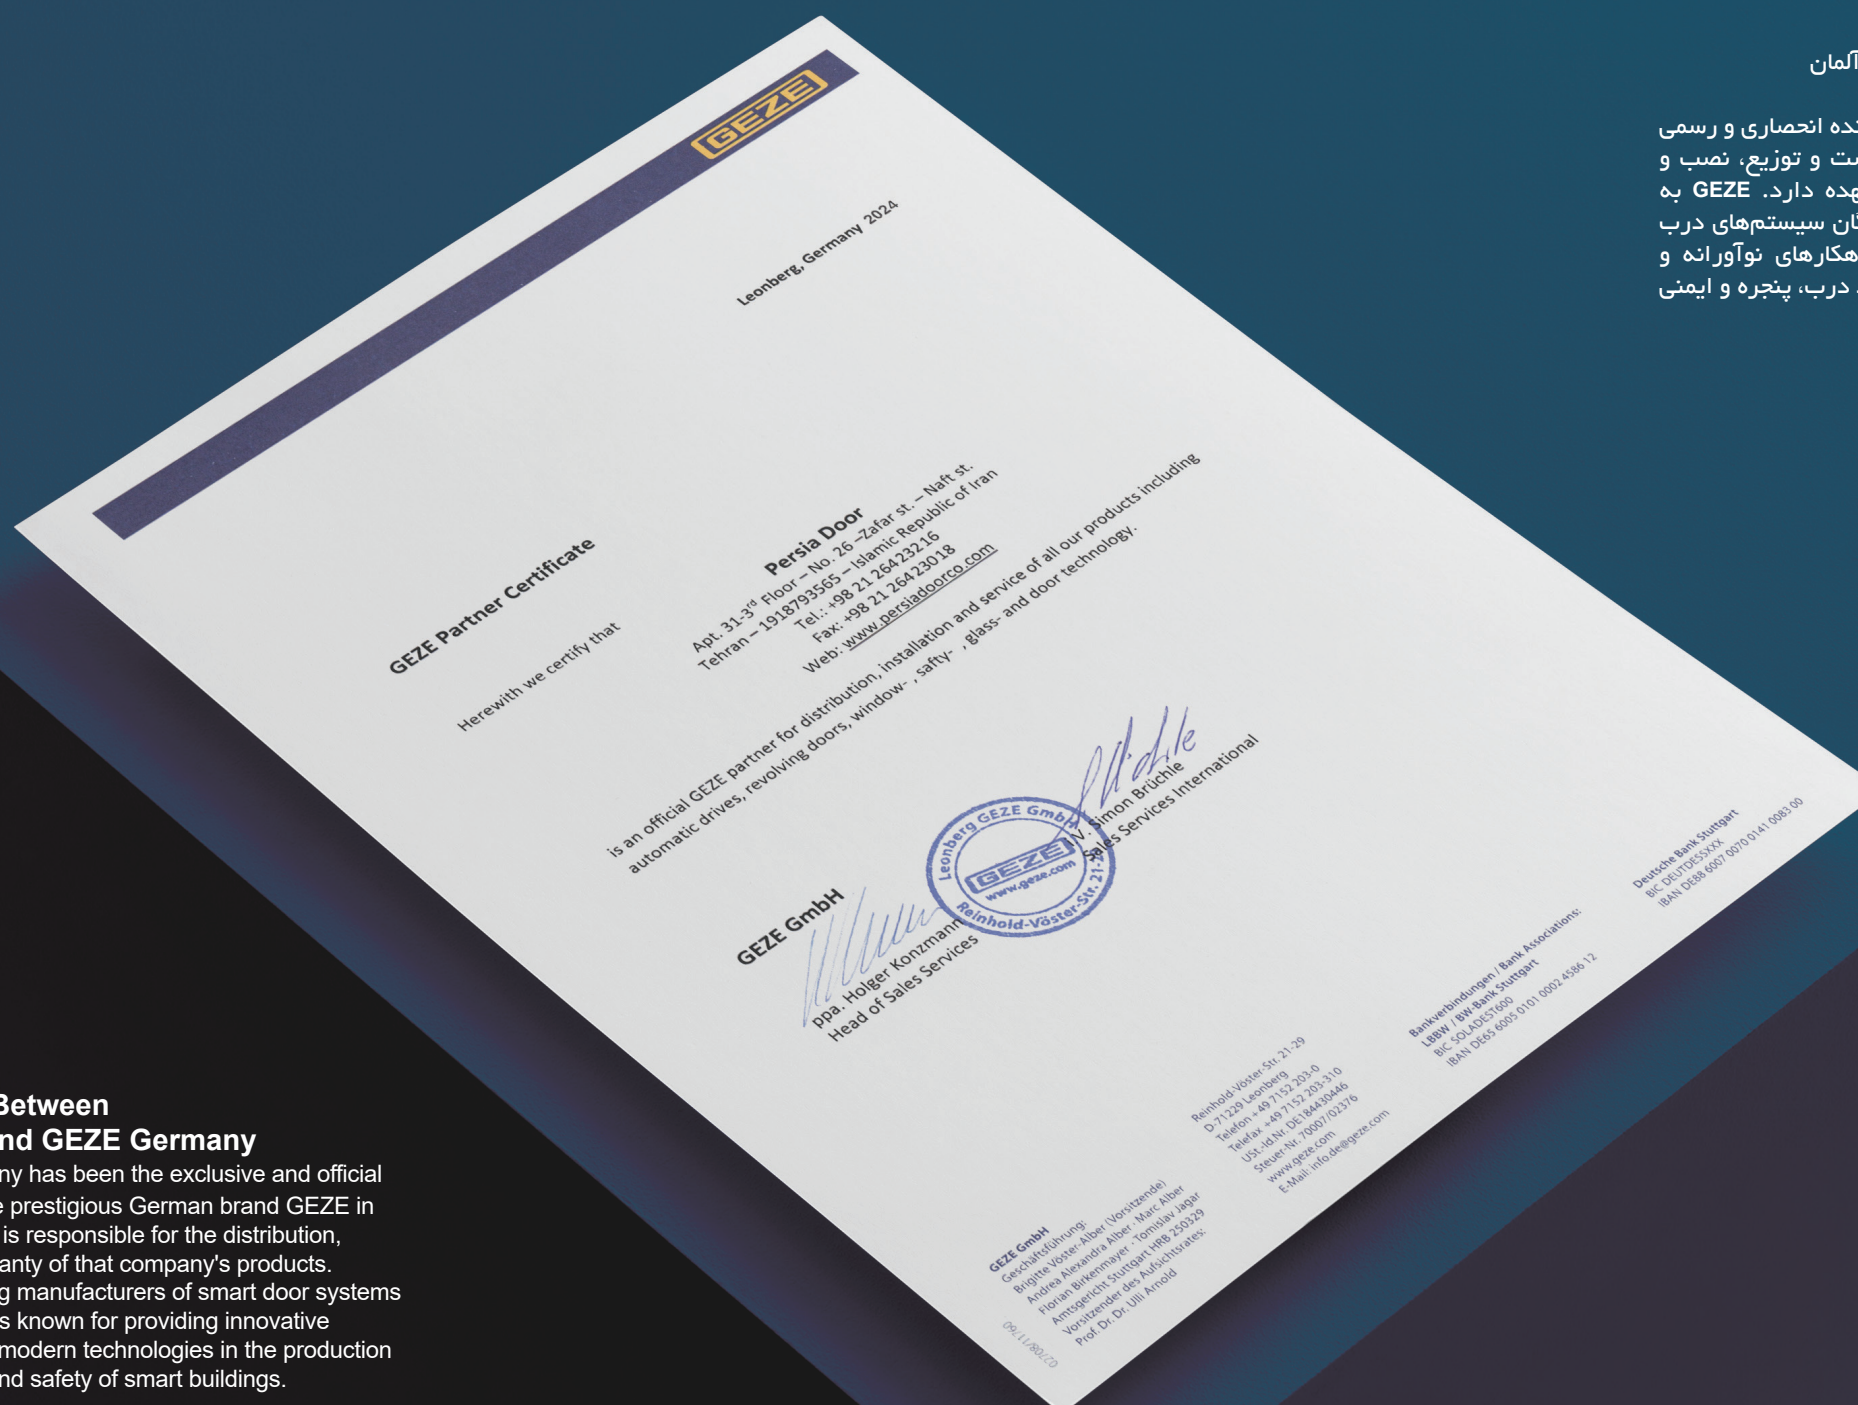 GEZE
Leonberg, Germany 2024
GEZE Partner Certificate
Herewith we certify that
Persia Door
Apt. 31-3rd Floor – No. 26 –Zafar st. – Naft st.
Tehran – 1918793565 – Islamic Republic of Iran
Tel.: +98 21 26423216
Fax: +98 21 26423018
Web: www.persiadoorco.com
is an official GEZE partner for distribution, installation and service of all our products including
automatic drives, revolving doors, window- , safty- , glass- and door technology.
GEZE GmbH
ppa. Holger Konzmann
Head of Sales Services
Leonberg GEZE GmbH
GEZE
www.geze.com
Reinhold-Vöster-Str. 21-29
i.V. Simon Brüchle
Sales Services International
GEZE GmbH
Geschäftsführung:
Brigitte Vöster-Alber (Vorsitzende)
Andrea Alexandra Alber · Marc Alber
Florian Birkenmayer · Tomislav Jagar
Amtsgericht Stuttgart HRB 250329
Vorsitzender des Aufsichtsrates:
Prof. Dr. Dr. Ulli Arnold
02708/11760
Reinhold-Vöster-Str. 21-29
D-71229 Leonberg
Telefon +49 7152 203-0
Telefax +49 7152 203-310
USt.-Id.Nr. DE184430446
Steuer-Nr. 70007/02376
www.geze.com
E-Mail: info.de@geze.com
Bankverbindungen / Bank Associations:
LBBW / BW-Bank Stuttgart
BIC SOLADEST600
IBAN DE65 6005 0101 0002 4586 12
Deutsche Bank Stuttgart
BIC DEUTDESSXXX
IBAN DE88 6007 0070 0141 0083 00
آلمان
انحصاری و رسمی
و توزیع، نصب و
دارد. GEZE به
سیستم‌های درب
نوآورانه و
درب، پنجره و ایمنی
Between
GEZE Germany
has been the exclusive and official
prestigious German brand GEZE in
is responsible for the distribution,
of that company's products.
manufacturers of smart door systems
known for providing innovative
modern technologies in the production
and safety of smart buildings.